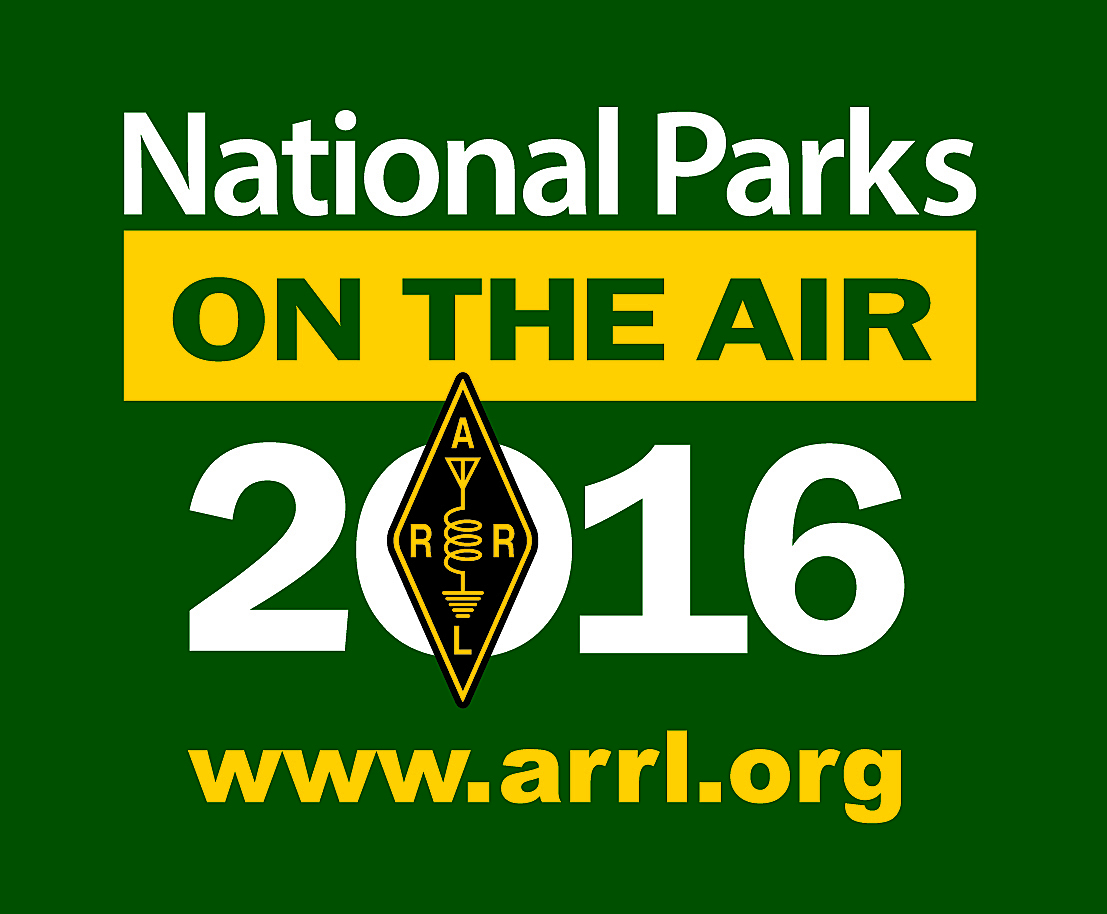 National Parks
ON THE AIR
2016
A
R R
L
www.arrl.org